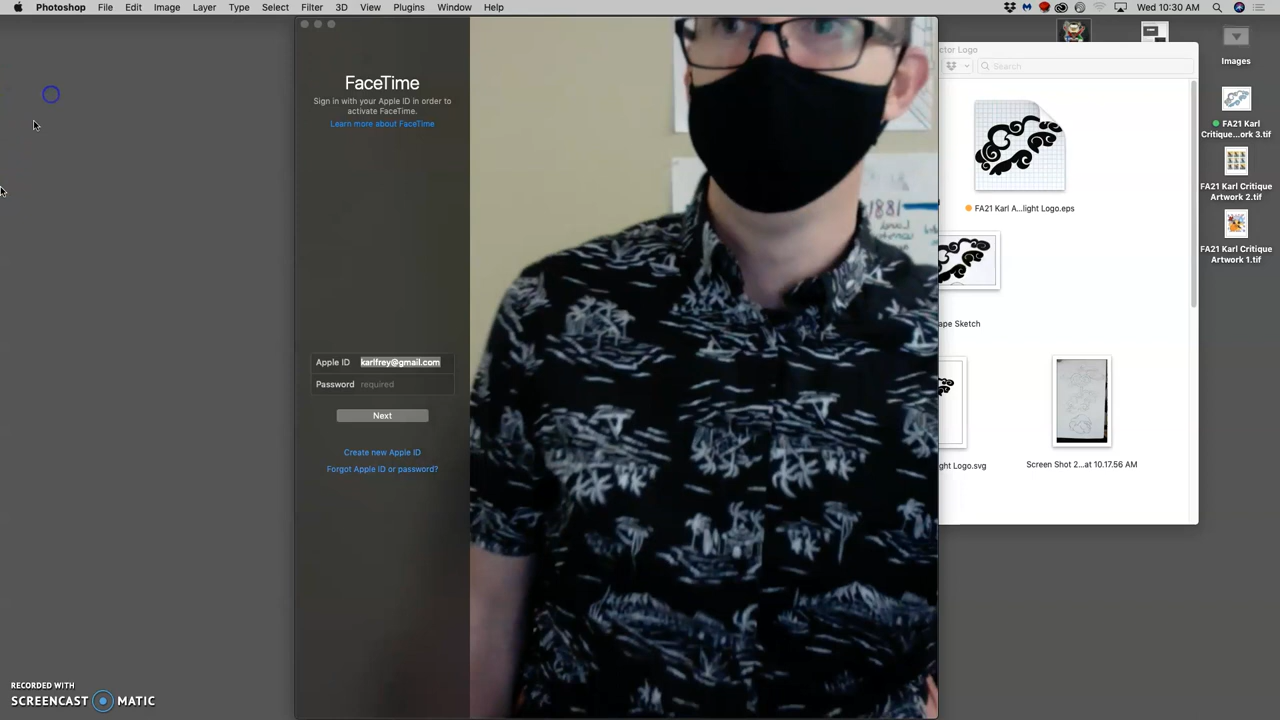 Photoshop File Edit Image Layer Type Select Filter 3D View Plugins Window Help
Wed 10:30 AM
FaceTime
Sign in with your Apple ID in order to
activate FaceTime.
Learn more about FaceTime
Apple ID karlfrey@gmail.com
Password required
Next
Create new Apple ID
Forgot Apple ID or password?
1881
ctor Logo
Search
FA21 Karl A...light Logo.eps
ape Sketch
ght Logo.svg
Screen Shot 2...at 10.17.56 AM
Images
FA21 Karl
Critique...ork 3.tif
FA21 Karl Critique
Artwork 2.tif
FA21 Karl Critique
Artwork 1.tif
RECORDED WITH
SCREENCAST MATIC